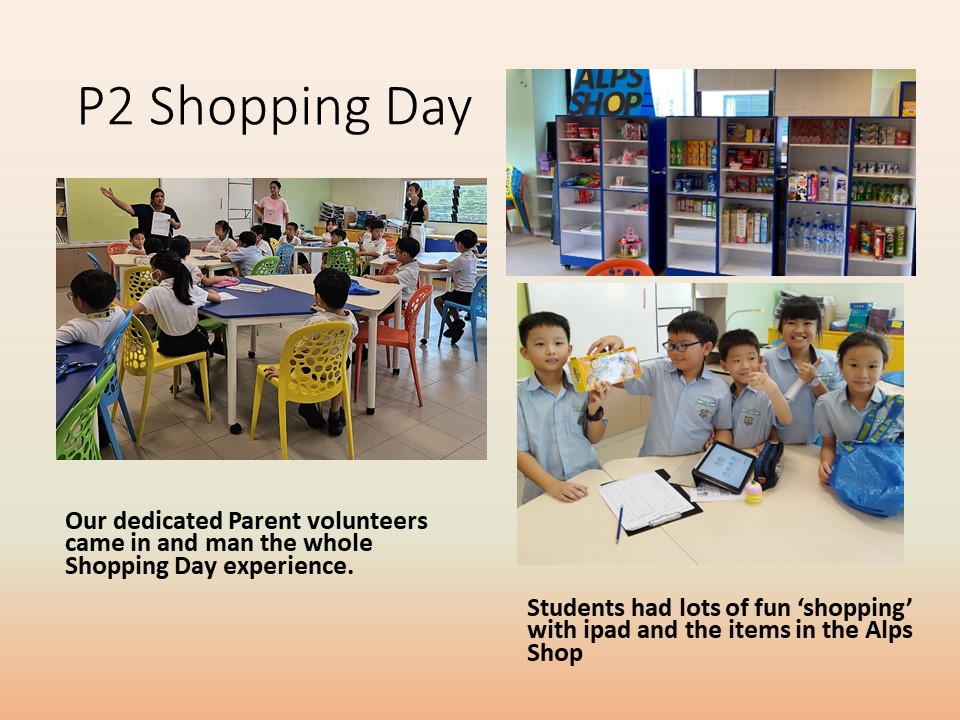 P2 Shopping Day
ALPS
SHOP
Our dedicated Parent volunteers
came in and man the whole
Shopping Day experience.
Students had lots of fun ‘shopping’
with ipad and the items in the Alps
Shop